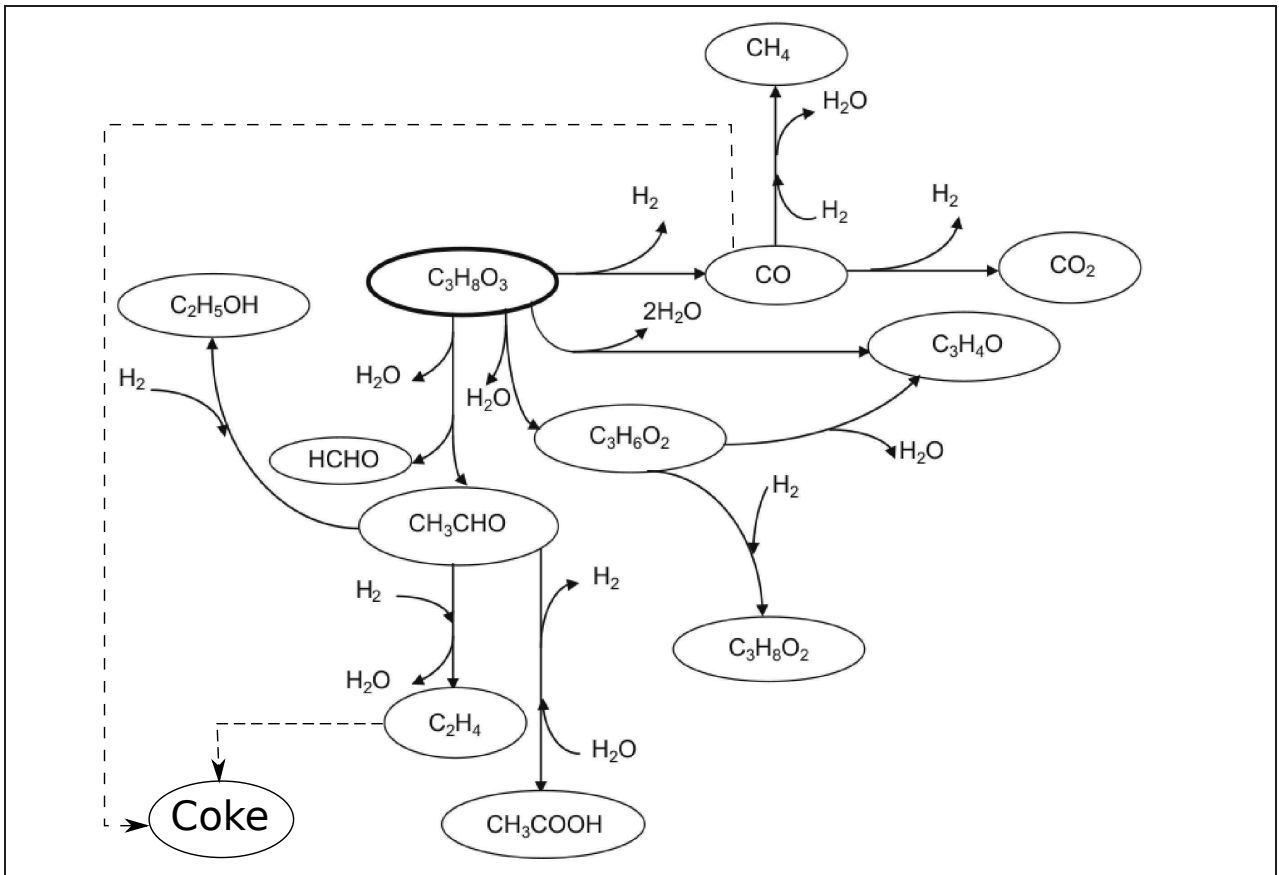 CH₄
H₂O
H₂
H₂
H₂
C₃H₈O₃
CO
CO₂
C₂H₅OH
2H₂O
C₃H₄O
H₂
H₂O
H₂O
C₃H₆O₂
H₂O
HCHO
H₂
CH₃CHO
H₂
H₂
C₃H₈O₂
H₂O
C₂H₄
H₂O
Coke
CH₃COOH